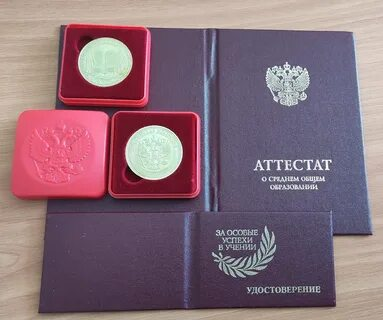 АТТЕСТАТ
О СРЕДНЕМ ОБЩЕМ
ОБРАЗОВАНИИ
ЗА ОСОБЫЕ
УСПЕХИ
В УЧЕНИИ
УДОСТОВЕРЕНИЕ